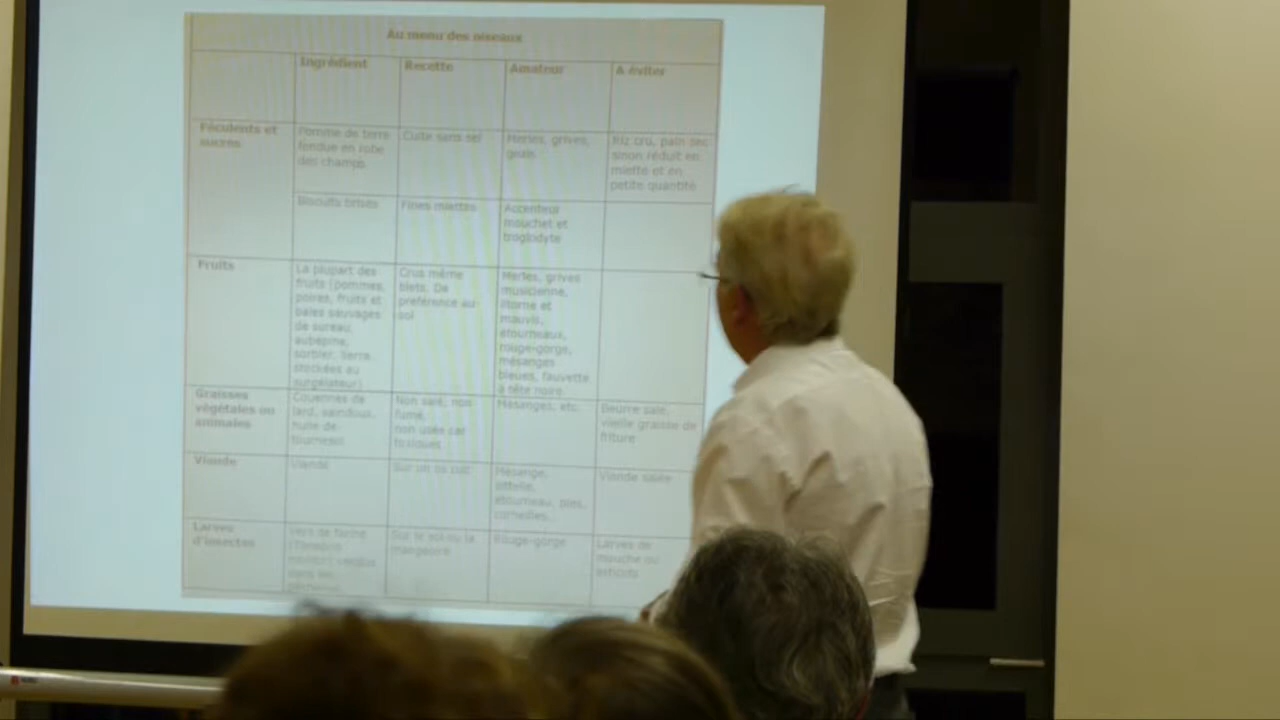 Au menu des oiseaux
Ingrédient
Recette
Amateur
A éviter
Féculents et
sucres
Pomme de terre
fondue en robe
des champs
Cuite sans sel
Merles, grives,
geais
Riz cru, pain sec
sinon réduit en
miette et en
petite quantité
Biscuits brisés
Fines miettes
Accenteur
mouchet et
troglodyte
Fruits
La plupart des
fruits (pommes,
poires, fruits et
baies sauvages
de sureau,
aubépine,
sorbier, lierre,
stockées au
surgélateur)
Crus même
blets. De
préférence au
sol
Merles, grives
musicienne,
litorne et
mauvis,
étourneaux,
rouge-gorge,
mésanges
bleues, fauvette
à tête noire
Graisses
végétales ou
animales
Couennes de
lard, saindoux,
huile de
tournesol
Non salé, non
fumé,
non usée car
toxiques
Mésanges, etc.
Beurre salé,
vieille graisse de
friture
Viande
Viande
Sur un os cuit
Mésange,
sittelle,
étourneau, pies,
corneilles
Viande salée
Larves
d'insectes
Vers de farine
Sur le sol ou la
mangeoire
Rouge-gorge
Larves de
mouche ou
asticots